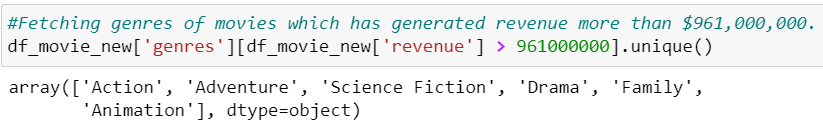 #Fetching genres of movies which has generated revenue more than $961,000,000.
df_movie_new['genres'][df_movie_new['revenue'] > 961000000].unique()
array(['Action', 'Adventure', 'Science Fiction', 'Drama', 'Family',
'Animation'], dtype=object)